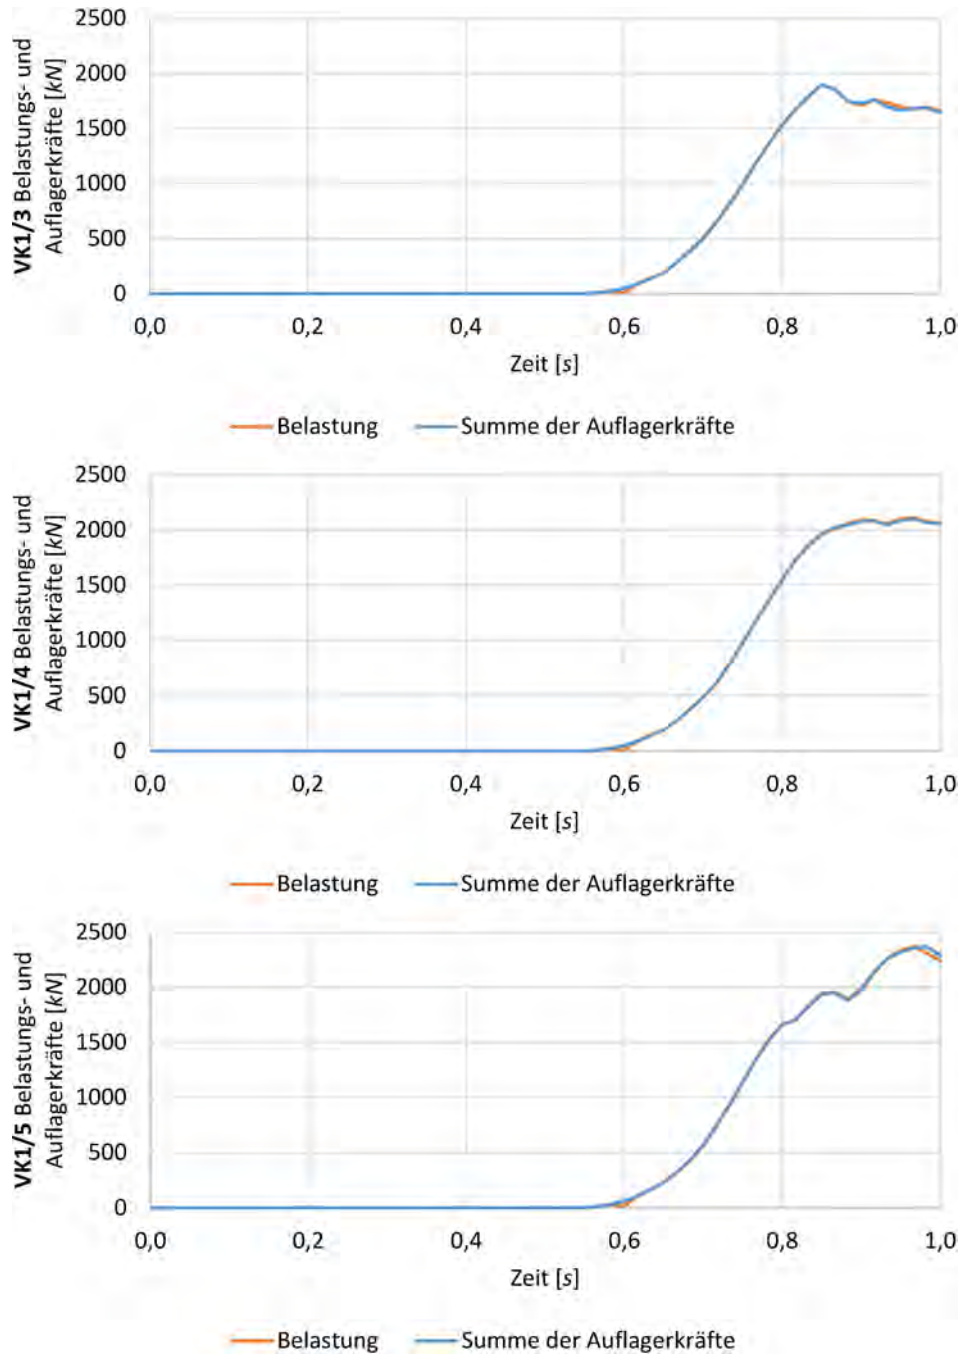 VK1/3 Belastungs- und
Auflagerkräfte [kN]
2500
2000
1500
1000
500
0
0,0 0,2 0,4 0,6 0,8 1,0
Zeit [s]
Belastung Summe der Auflagerkräfte
VK1/4 Belastungs- und
Auflagerkräfte [kN]
2500
2000
1500
1000
500
0
0,0 0,2 0,4 0,6 0,8 1,0
Zeit [s]
Belastung Summe der Auflagerkräfte
VK1/5 Belastungs- und
Auflagerkräfte [kN]
2500
2000
1500
1000
500
0
0,0 0,2 0,4 0,6 0,8 1,0
Zeit [s]
Belastung Summe der Auflagerkräfte